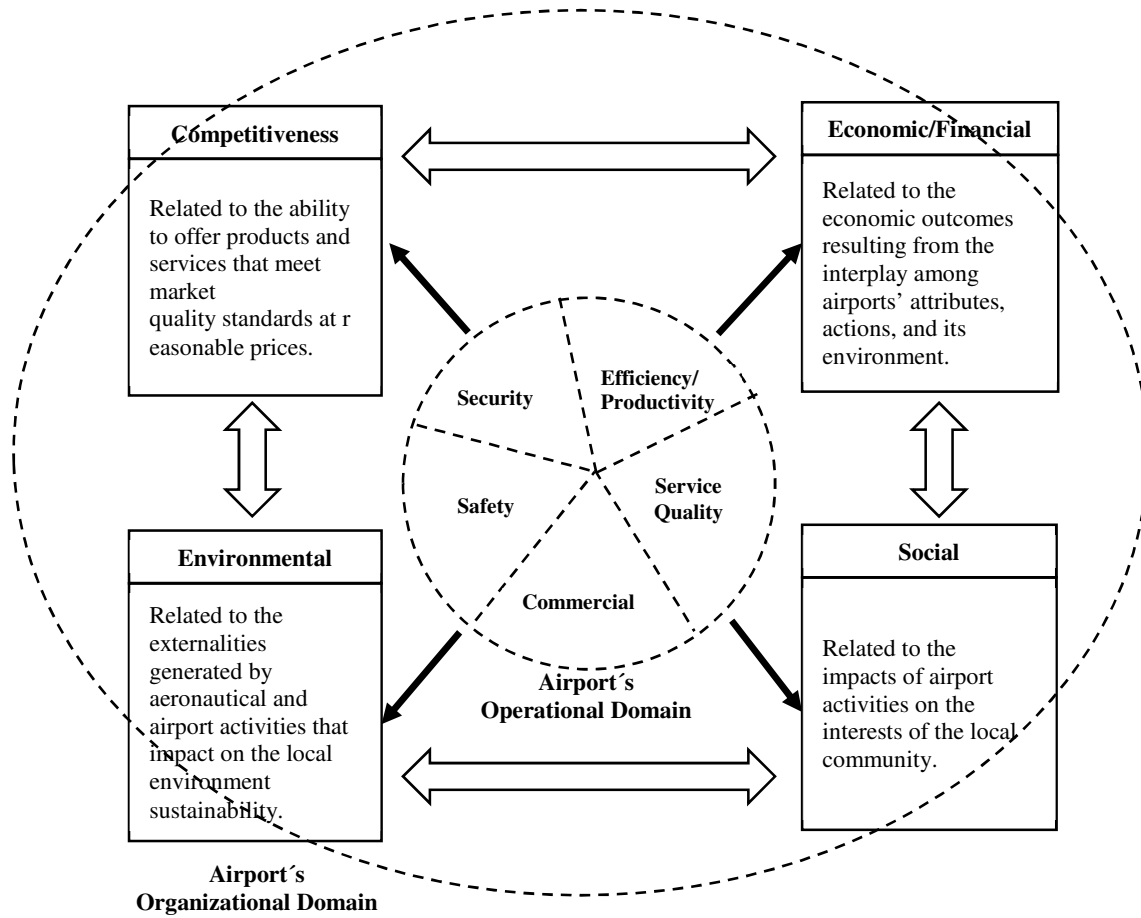 Competitiveness
Related to the ability
to offer products and
services that meet
market
quality standards at r
easonable prices.
Economic/Financial
Related to the
economic outcomes
resulting from the
interplay among
airports’ attributes,
actions, and its
environment.
Security
Efficiency/
Productivity
Safety
Service
Quality
Commercial
Airport´s
Operational Domain
Environmental
Related to the
externalities
generated by
aeronautical and
airport activities that
impact on the local
environment
sustainability.
Social
Related to the
impacts of airport
activities on the
interests of the local
community.
Airport´s
Organizational Domain